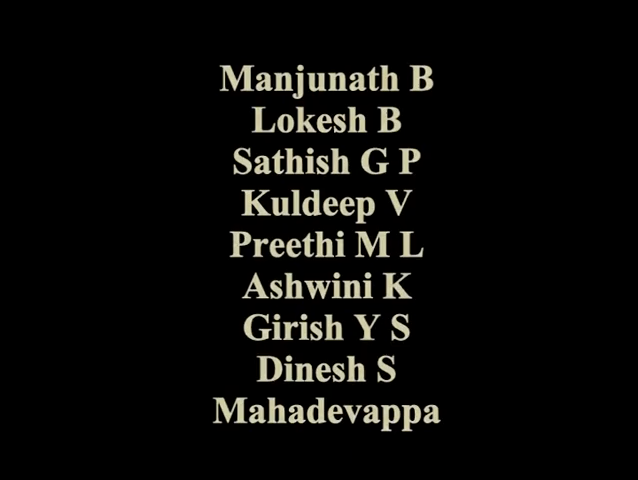 Manjunath B
Lokesh B
Sathish G P
Kuldeep V
Preethi M L
Ashwini K
Girish Y S
Dinesh S
Mahadevappa